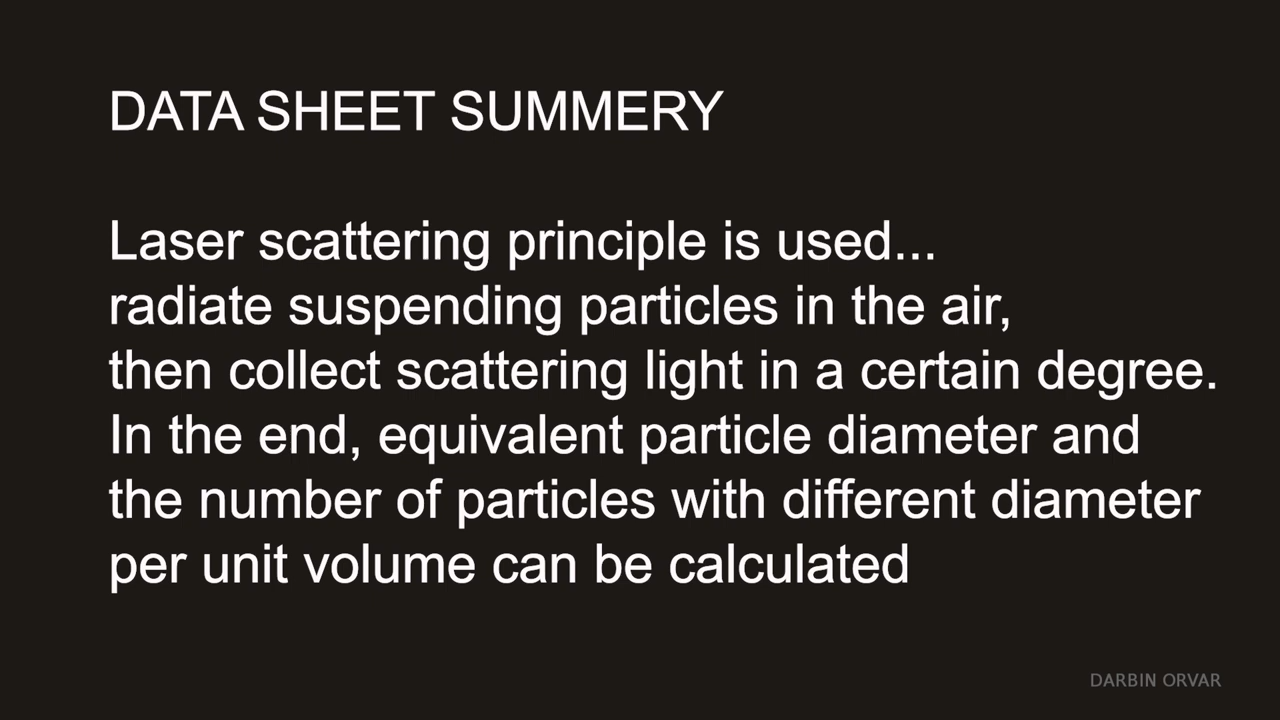 DATA SHEET SUMMERY
Laser scattering principle is used...
radiate suspending particles in the air,
then collect scattering light in a certain degree.
In the end, equivalent particle diameter and
the number of particles with different diameter
per unit volume can be calculated
DARBIN ORVAR